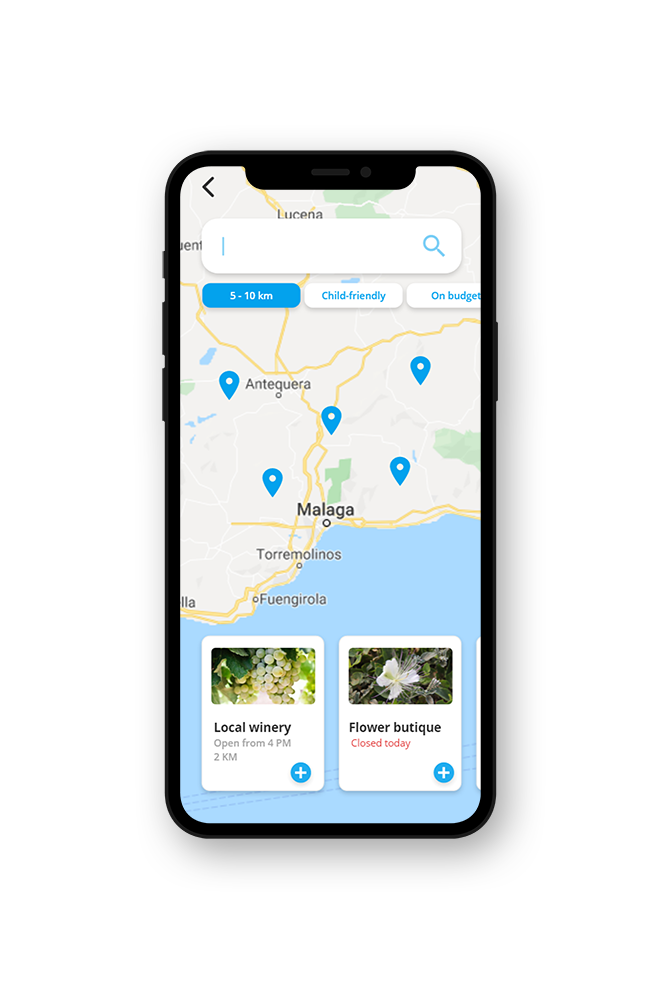 Lucena
uent
5 - 10 km
Child-friendly
On budget
Antequera
Malaga
Torremolinos
Fuengirola
lla
Local winery
Open from 4 PM
2 KM
Flower butique
Closed today